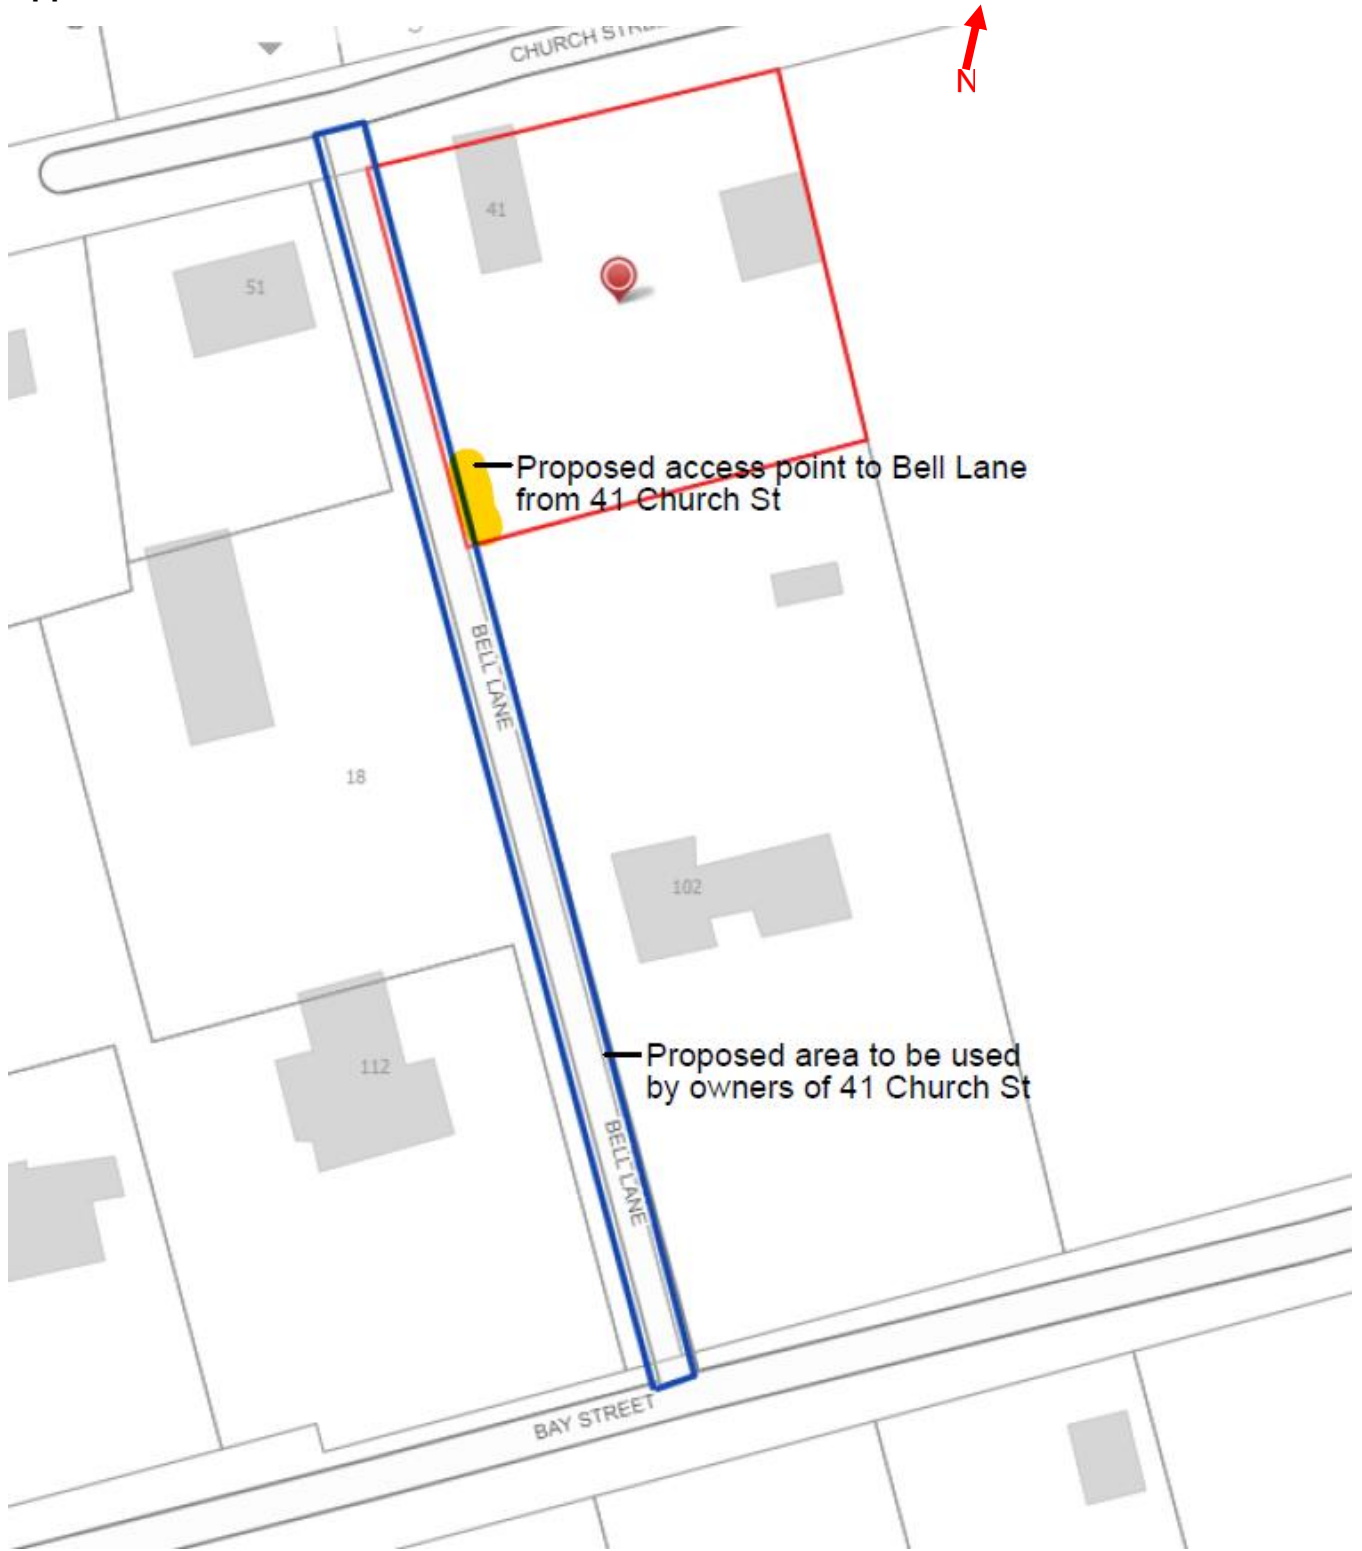 CHURCH
N
41
51
Proposed access point to Bell Lane
from 41 Church St
BELL LANE
18
102
Proposed area to be used
by owners of 41 Church St
112
BELL LANE
BAY STREET